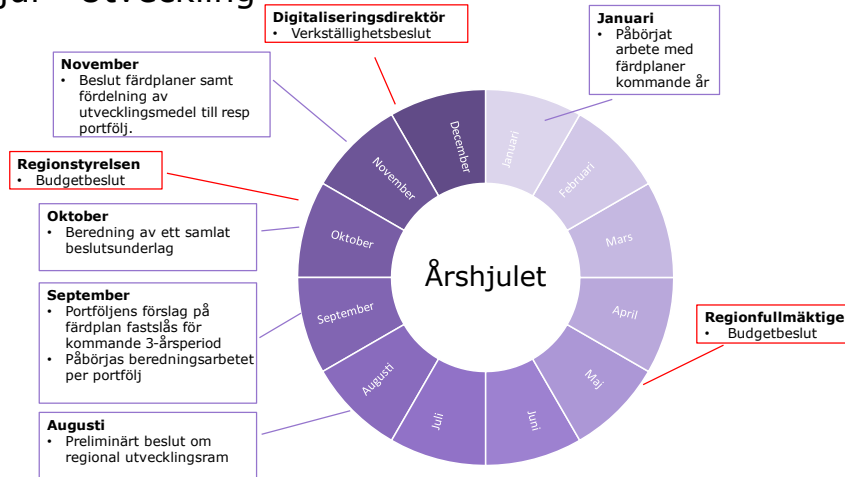 Utveckling
Digitaliseringsdirektör
• Verkställighetsbeslut
Januari
• Påbörjat
arbete med
färdplaner
kommande år
November
• Beslut färdplaner samt
fördelning av
utvecklingsmedel till resp
portfölj.
Regionstyrelsen
• Budgetbeslut
Oktober
• Beredning av ett samlat
beslutsunderlag
September
• Portföljens förslag på
färdplan fastslås för
kommande 3-årsperiod
• Påbörjas beredningsarbetet
per portfölj
Augusti
• Preliminärt beslut om
regional utvecklingsram
Regionfullmäktige
• Budgetbeslut
Årshjulet
Januari
Februari
Mars
April
Maj
Juni
Juli
Augusti
September
Oktober
November
December